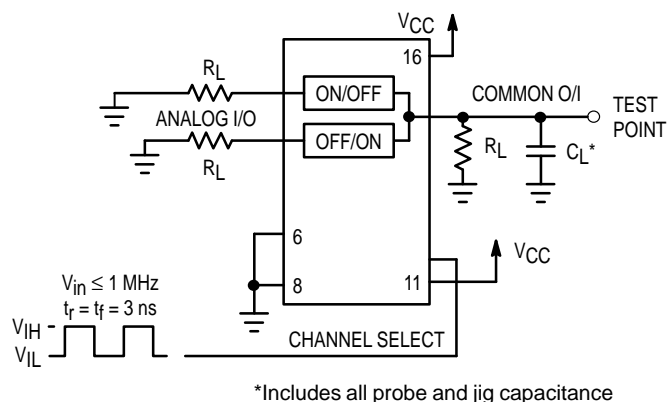 VCC
16
RL
ON/OFF
COMMON O/I
TEST
POINT
ANALOG I/O
OFF/ON
RL
RL
CL*
6
VCC
8
11
Vin ≤ 1 MHz
tr = tf = 3 ns
VIH
VIL
CHANNEL SELECT
*Includes all probe and jig capacitance